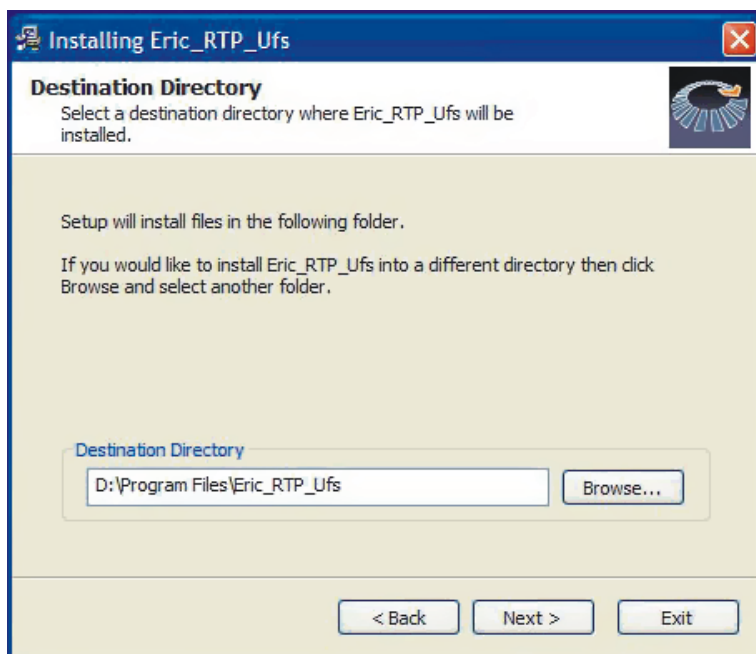 Installing Eric_RTP_Ufs
Destination Directory
Select a destination directory where Eric_RTP_Ufs will be
installed.
Setup will install files in the following folder.
If you would like to install Eric_RTP_Ufs into a different directory then click
Browse and select another folder.
Destination Directory
D:\Program Files\Eric_RTP_Ufs
Browse...
< Back
Next >
Exit